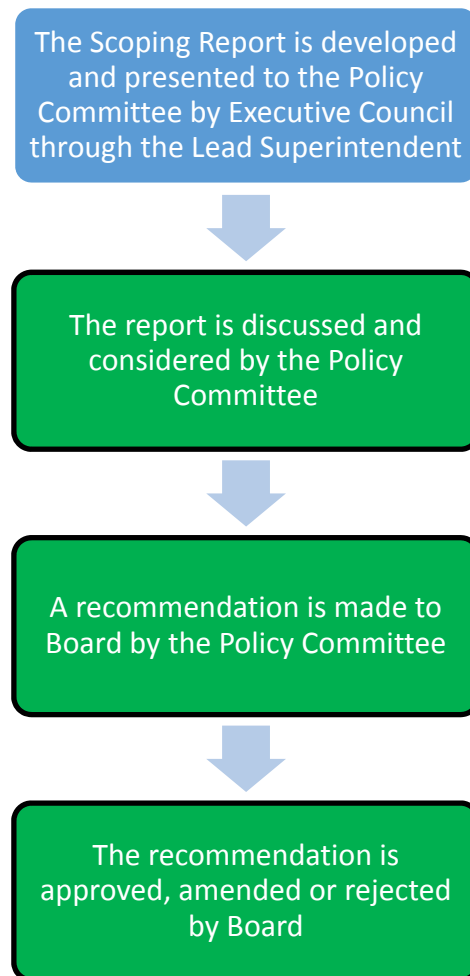 The Scoping Report is developed
and presented to the Policy
Committee by Executive Council
through the Lead Superintendent
The report is discussed and
considered by the Policy
Committee
A recommendation is made to
Board by the Policy Committee
The recommendation is
approved, amended or rejected
by Board